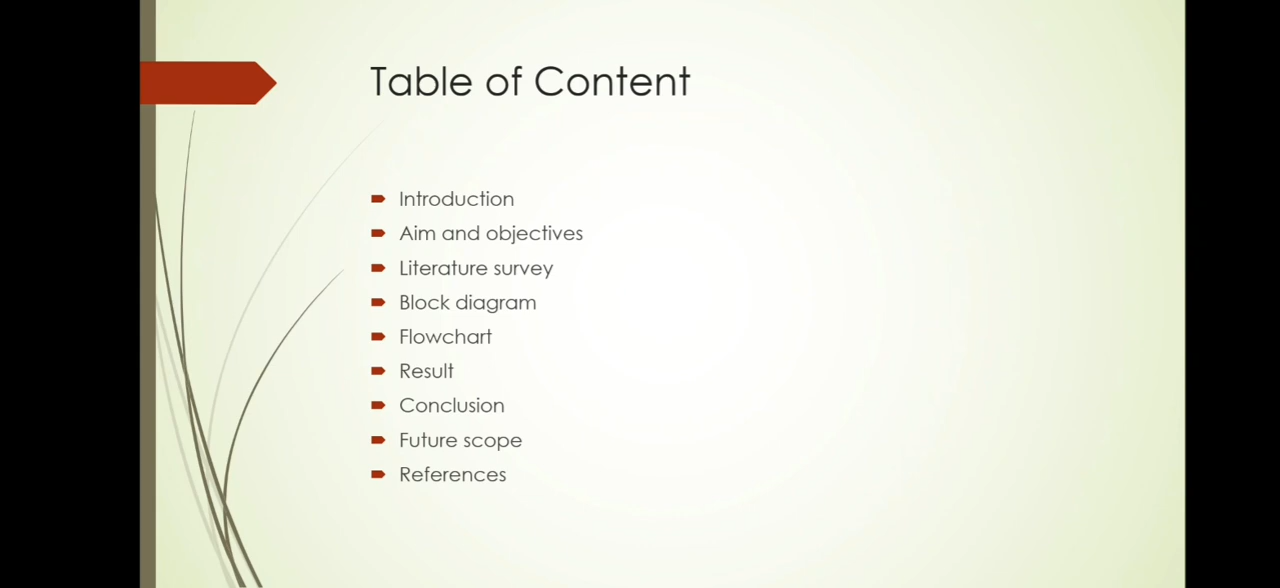 Table of Content
Introduction
Aim and objectives
Literature survey
Block diagram
Flowchart
Result
Conclusion
Future scope
References